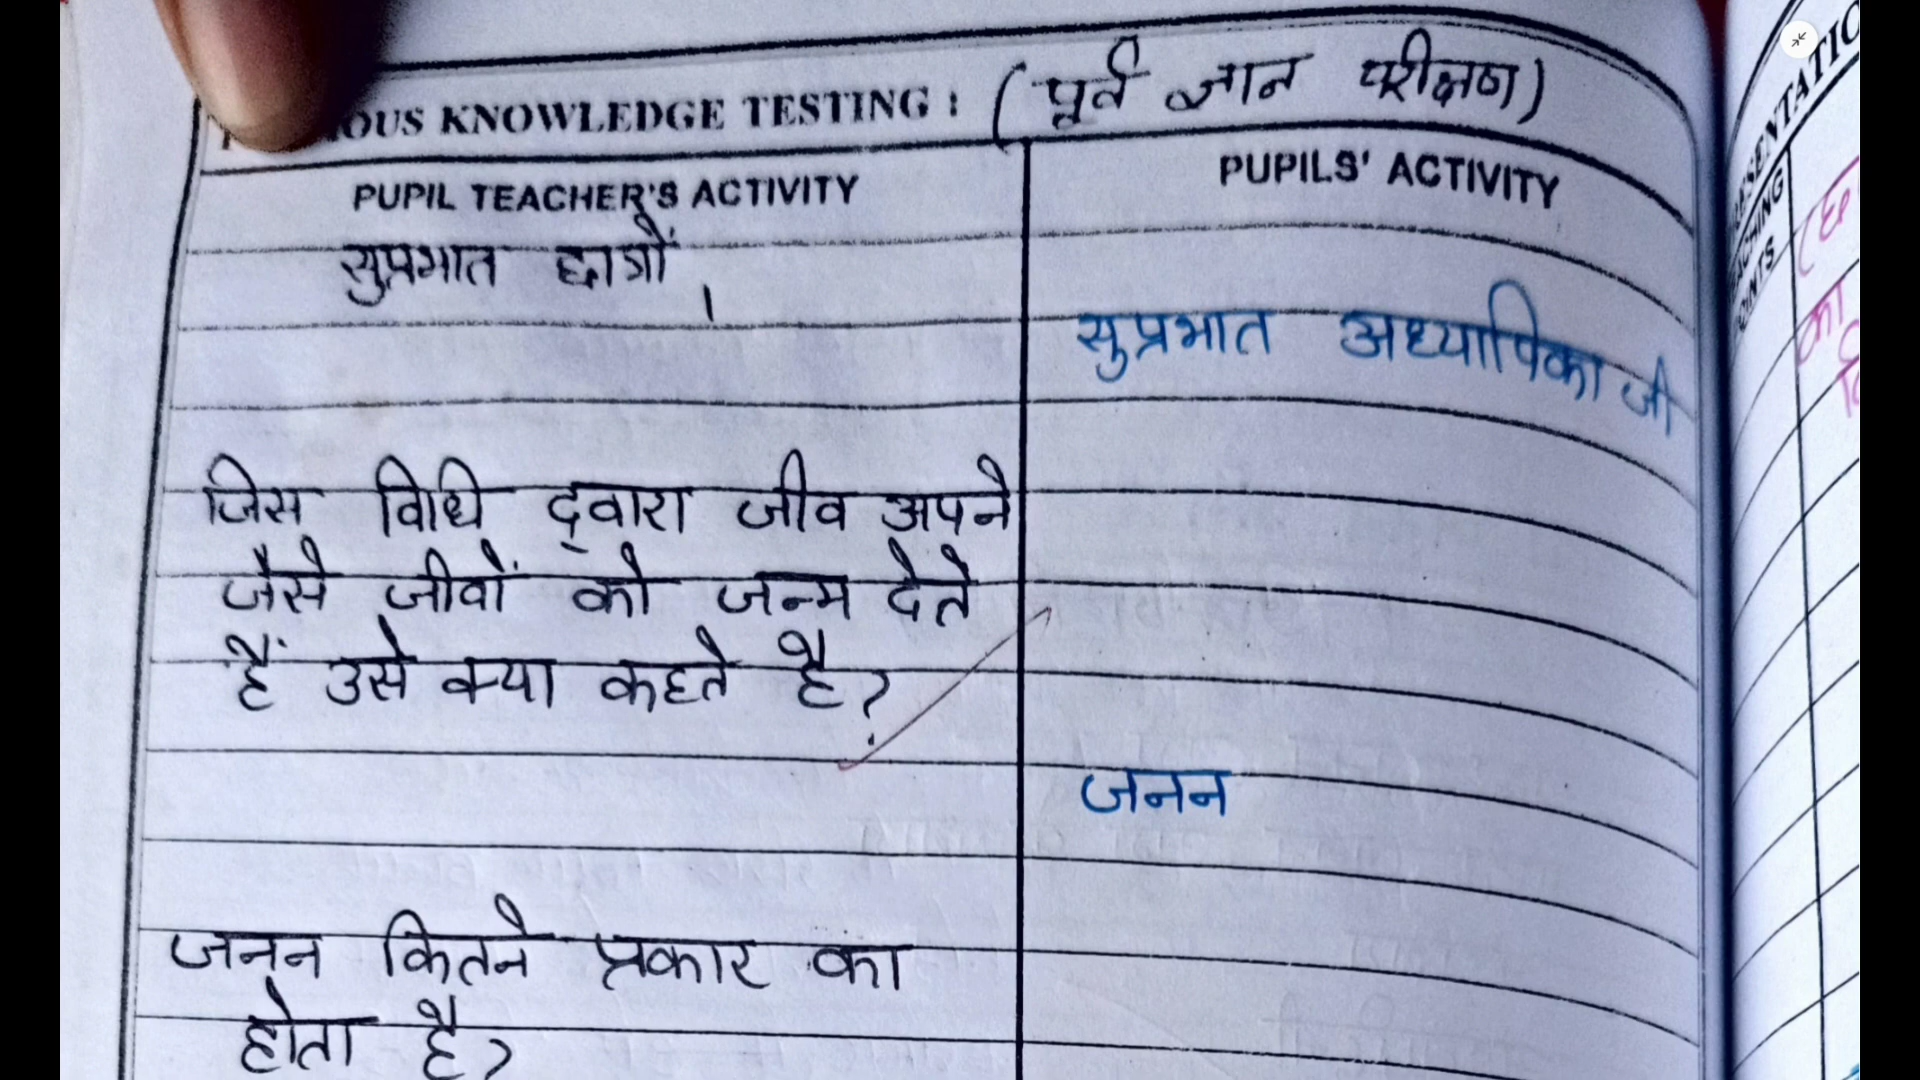 KNOWLEDGE TESTING : (पूर्व ज्ञान परीक्षण)
PUPIL TEACHER'S ACTIVITY
PUPILS' ACTIVITY
सुप्रभात छात्रों ।
सुप्रभात अध्यापिका जी
जिस विधि द्वारा जीव अपने
जैसे जीवों को जन्म देते
हैं उसे क्या कहते है?
जनन
जनन कितने प्रकार का
होता है?